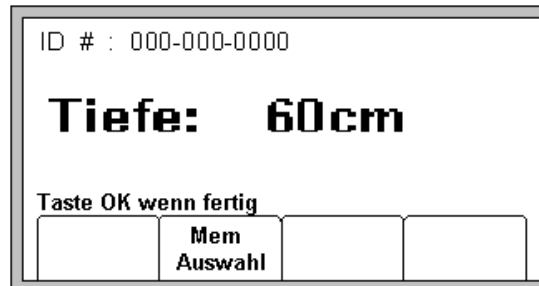 ID # : 000-000-0000
Tiefe: 60cm
Taste OK wenn fertig
Mem
Auswahl